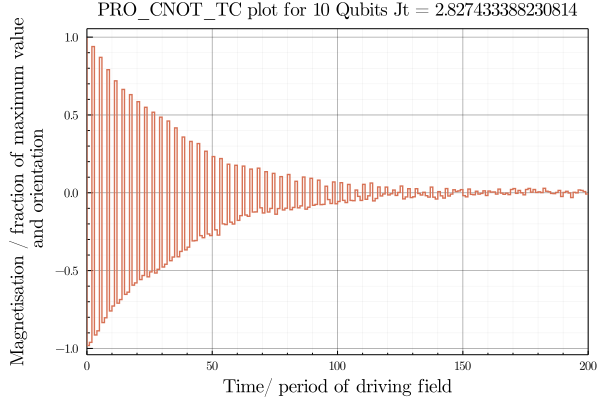 PRO_CNOT_TC plot for 10 Qubits Jt = 2.827433388230814
Magnetisation / fraction of maximum value
and orientation
1.0
0.5
0.0
−0.5
−1.0
0 50 100 150 200
Time/ period of driving field